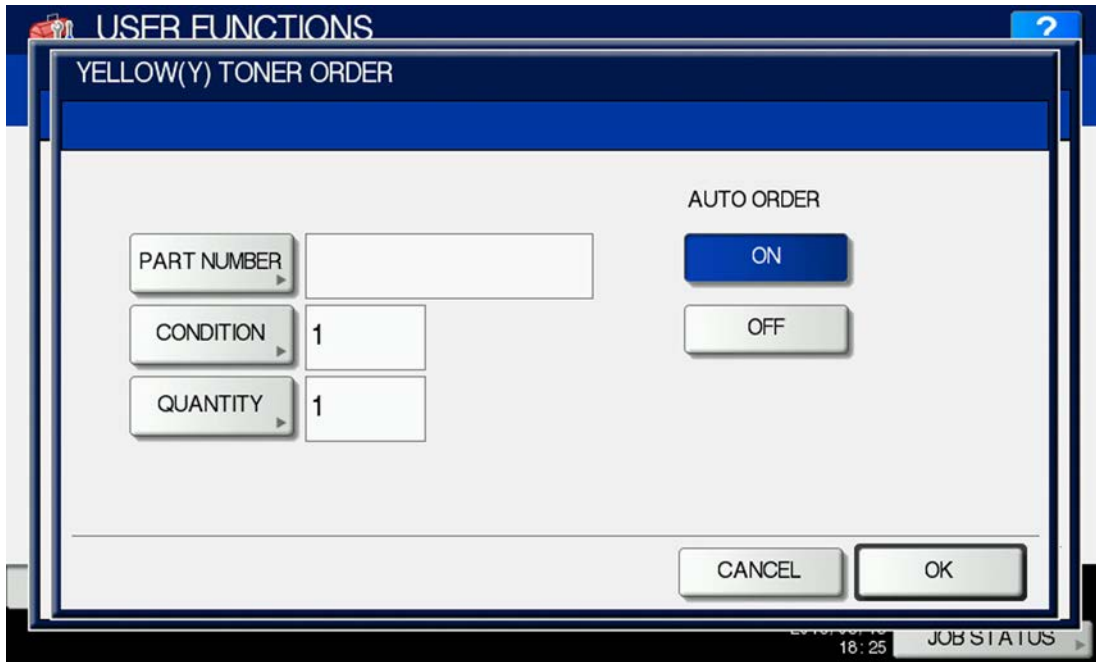 USER FUNCTIONS
?
YELLOW(Y) TONER ORDER
AUTO ORDER
PART NUMBER
ON
CONDITION 1
OFF
QUANTITY 1
CANCEL OK
18:25 JOB STATUS